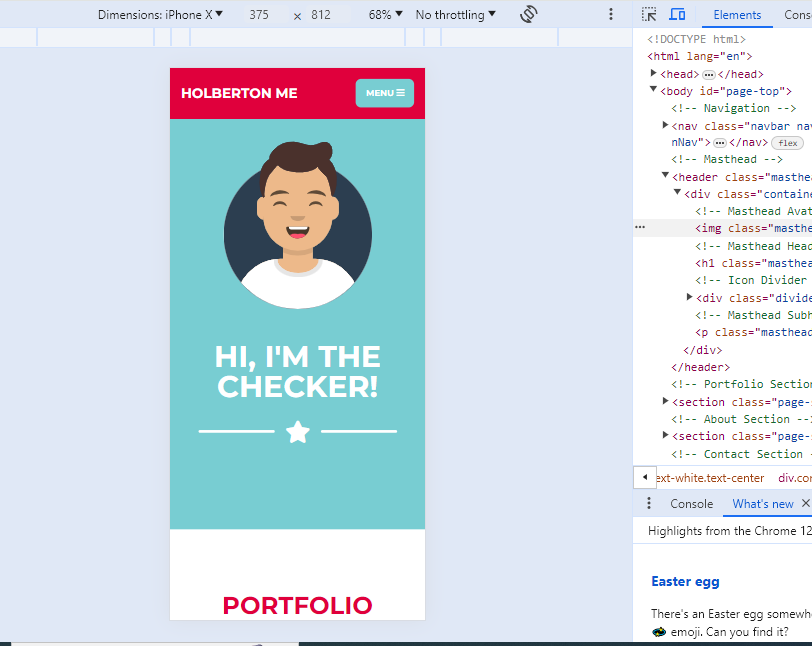 Dimensions: iPhone X 375 × 812 68% No throttling
Elements
HOLBERTON ME
MENU
HI, I'M THE
CHECKER!
PORTFOLIO
<!DOCTYPE html>
<html lang="en">
<head> ••• </head>
<body id="page-top">
<!-- Navigation -->
<nav class="navbar
nNav"> ••• </nav> flex
<!-- Masthead -->
<header class="masthea
<div class="containe
<!-- Masthead Avat
<img class="masthe
<!-- Masthead Head
<h1 class="masthea
<!-- Icon Divider
<div class="divide
<!-- Masthead Subh
<p class="masthead
</div>
</header>
<!-- Portfolio Section
<section class="page-
<!-- About Section --
<section class="page-
<!-- Contact Section
ext-white.text-center div.con
Console What's new ×
Highlights from the Chrome 12
Easter egg
There's an Easter egg somewh
emoji. Can you find it?